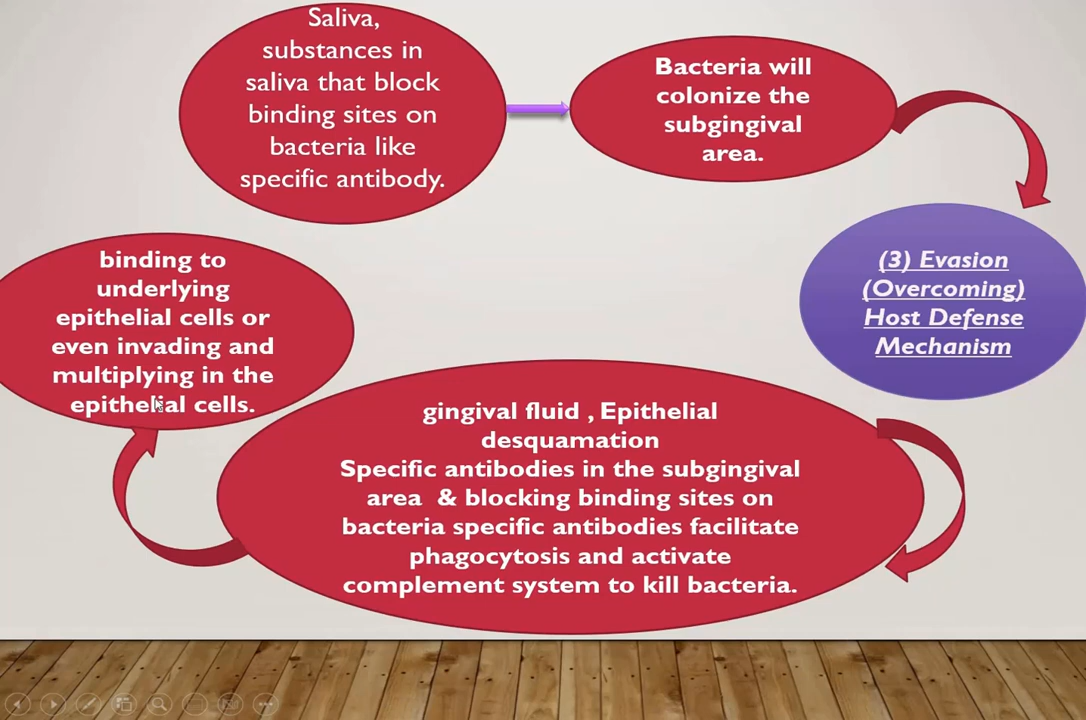 Saliva,
substances in
saliva that block
binding sites on
bacteria like
specific antibody.
Bacteria will
colonize the
subgingival
area.
(3) Evasion
(Overcoming)
Host Defense
Mechanism
gingival fluid , Epithelial
desquamation
Specific antibodies in the subgingival
area & blocking binding sites on
bacteria specific antibodies facilitate
phagocytosis and activate
complement system to kill bacteria.
binding to
underlying
epithelial cells or
even invading and
multiplying in the
epithelial cells.